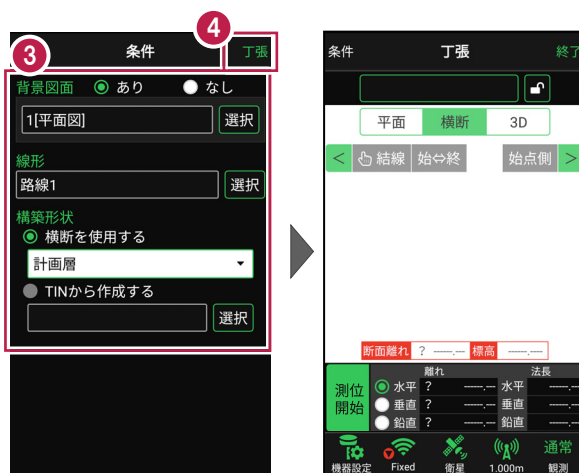 3
4
条件
丁張
背景図面 あり なし
1[平面図] 選択
線形
路線1 選択
構築形状
横断を使用する
計画層
TINから作成する
選択
条件 丁張 終了
平面 横断 3D
< 結線 始⇔終 始点側 >
断面離れ ? -----.--- 標高 -----.---
離れ 法長
測位開始
水平 ? -----.--- 水平 -----.---
垂直 ? -----.--- 垂直 -----.---
鉛直 ? -----.--- 鉛直 -----.---
通常
機器設定 Fixed 衛星 1.000m 観測